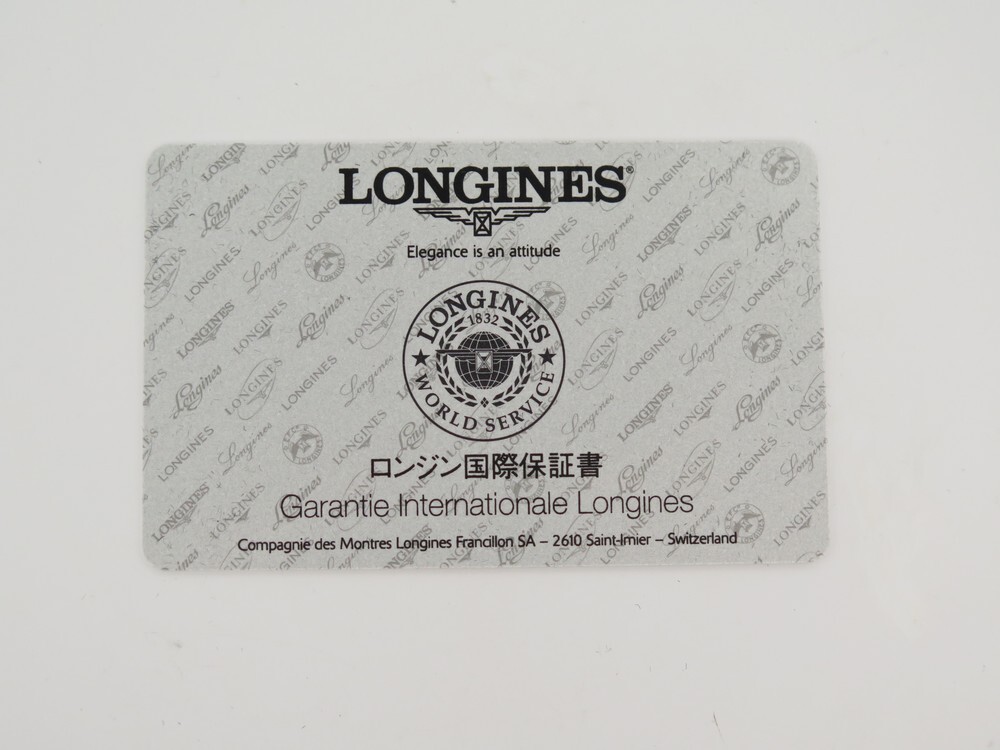 LONGINES®
Elegance is an attitude
LONGINES
1832
WORLD SERVICE
ロンジン国際保証書
Garantie Internationale Longines
Compagnie des Montres Longines Francillon SA – 2610 Saint-Imier – Switzerland